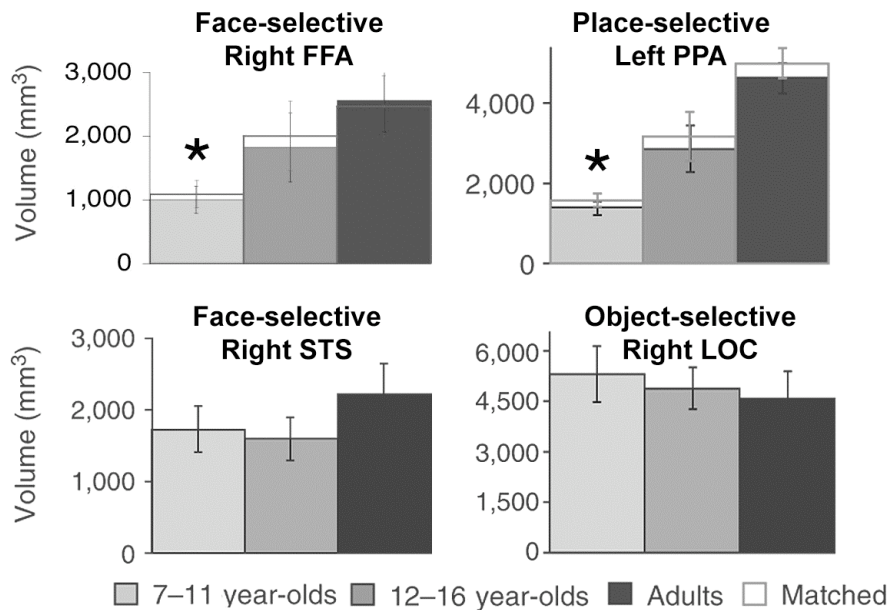 Face-selective
Right FFA
Volume (mm³)
3,000
2,000
1,000
0
*
Place-selective
Left PPA
4,000
2,000
0
*
Face-selective
Right STS
Volume (mm³)
3,000
2,000
1,000
0
Object-selective
Right LOC
6,000
4,500
3,000
1,500
0
7–11 year-olds 12–16 year-olds Adults Matched